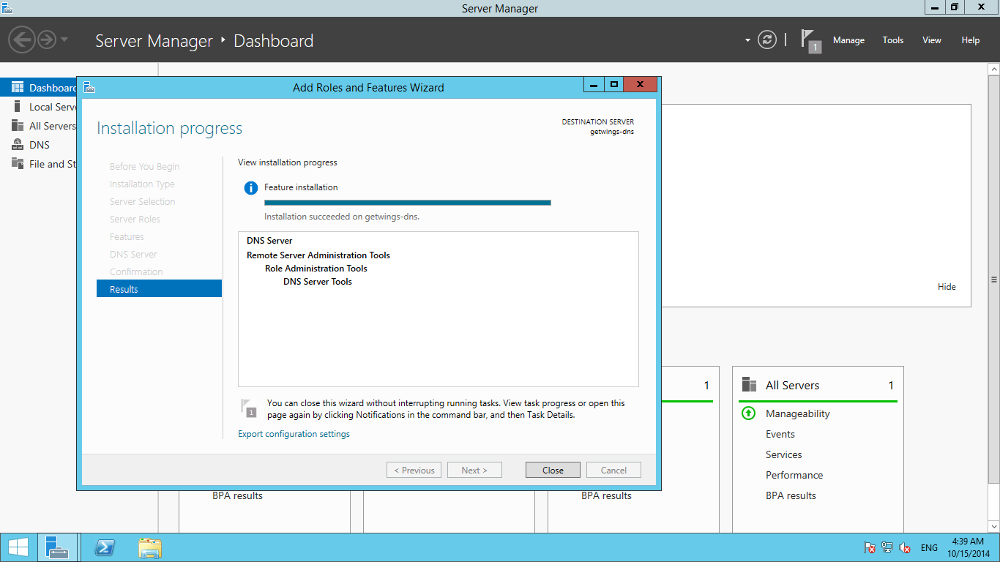 Server Manager
Server Manager ‣ Dashboard
1
Manage
Tools
View
Help
Dashboard
Local Serve
All Servers
DNS
File and St
Add Roles and Features Wizard
Installation progress
DESTINATION SERVER
getwings-dns
Before You Begin
Installation Type
Server Selection
Server Roles
Features
DNS Server
Confirmation
Results
View installation progress
Feature installation
Installation succeeded on getwings-dns.
DNS Server
Remote Server Administration Tools
Role Administration Tools
DNS Server Tools
1
You can close this wizard without interrupting running tasks. View task progress or open this
page again by clicking Notifications in the command bar, and then Task Details.
Export configuration settings
< Previous
Next >
Close
Cancel
Hide
1
All Servers
1
Manageability
Events
Services
Performance
BPA results
BPA results
BPA results
ENG
4:39 AM
10/15/2014